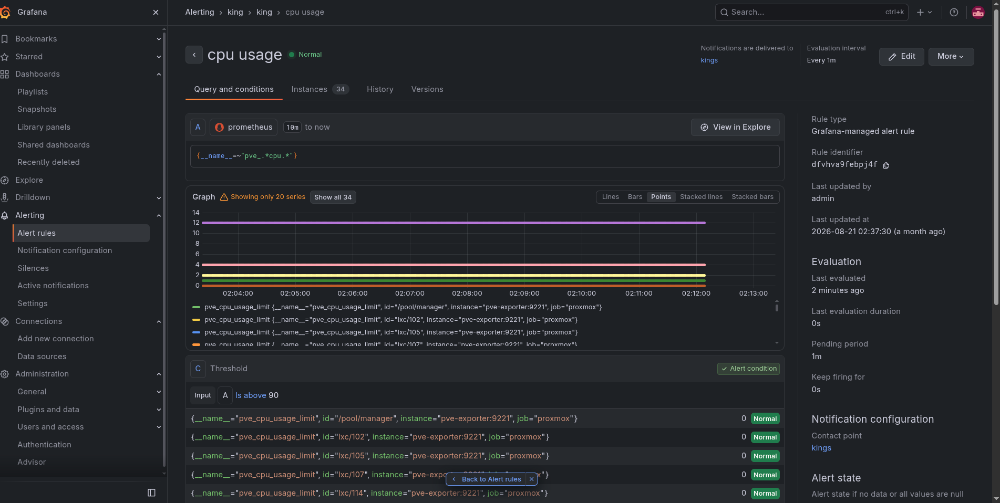 Grafana
Alerting › king › king › cpu usage
Search...
ctrl+k
Bookmarks
Starred
Dashboards
Playlists
Snapshots
Library panels
Shared dashboards
Recently deleted
Explore
Drilldown
Alerting
Alert rules
Notification configuration
Silences
Active notifications
Settings
Connections
Add new connection
Data sources
Administration
General
Plugins and data
Users and access
Authentication
Advisor
cpu usage
Normal
Notifications are delivered to
kings
Evaluation interval
Every 1m
Edit
More
Query and conditions
Instances 34
History
Versions
A prometheus 10m to now
View in Explore
{__name__=~"pve_.*cpu.*"}
Graph
Showing only 20 series
Show all 34
Lines Bars Points Stacked lines Stacked bars
14
12
10
8
6
4
2
0
02:04:00 02:05:00 02:06:00 02:07:00 02:08:00 02:09:00 02:10:00 02:11:00 02:12:00 02:13:00
pve_cpu_usage_limit {__name__="pve_cpu_usage_limit", id="/pool/manager", instance="pve-exporter:9221", job="proxmox"}
pve_cpu_usage_limit {__name__="pve_cpu_usage_limit", id="lxc/102", instance="pve-exporter:9221", job="proxmox"}
pve_cpu_usage_limit {__name__="pve_cpu_usage_limit", id="lxc/105", instance="pve-exporter:9221", job="proxmox"}
pve_cpu_usage_limit {__name__="pve_cpu_usage_limit", id="lxc/107", instance="pve-exporter:9221", job="proxmox"}
C Threshold
Alert condition
Input A Is above 90
{__name__="pve_cpu_usage_limit", id="/pool/manager", instance="pve-exporter:9221", job="proxmox"} 0 Normal
{__name__="pve_cpu_usage_limit", id="lxc/102", instance="pve-exporter:9221", job="proxmox"} 0 Normal
{__name__="pve_cpu_usage_limit", id="lxc/105", instance="pve-exporter:9221", job="proxmox"} 0 Normal
{__name__="pve_cpu_usage_limit", id="lxc/107", instance="pve-expo x"} 0 Normal
Back to Alert rules
{__name__="pve_cpu_usage_limit", id="lxc/114", instance="pve-exporter:9221", job="proxmox"} 0 Normal
Rule type
Grafana-managed alert rule
Rule identifier
dfvhva9febpj4f
Last updated by
admin
Last updated at
2026-08-21 02:37:30 (a month ago)
Evaluation
Last evaluated
2 minutes ago
Last evaluation duration
0s
Pending period
1m
Keep firing for
0s
Notification configuration
Contact point
kings
Alert state
Alert state if no data or all values are null